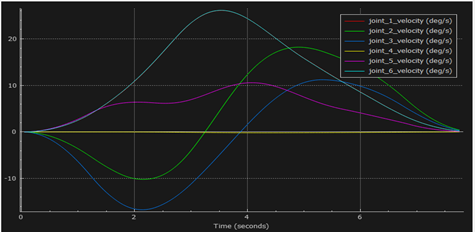 joint_1_velocity (deg/s)
joint_2_velocity (deg/s)
joint_3_velocity (deg/s)
joint_4_velocity (deg/s)
joint_5_velocity (deg/s)
joint_6_velocity (deg/s)
20
10
0
-10
0
2
4
6
Time (seconds)